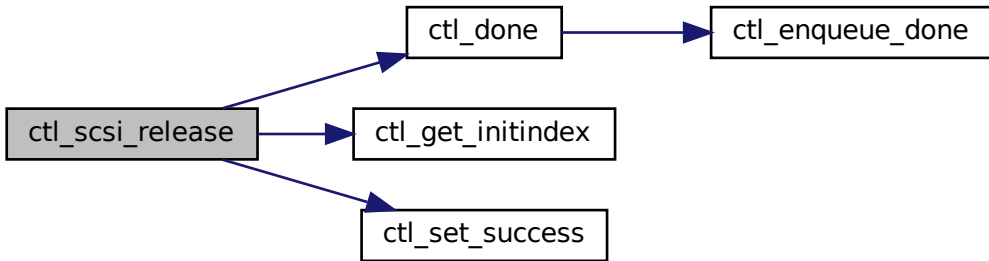 ctl_scsi_release
ctl_done
ctl_enqueue_done
ctl_get_initindex
ctl_set_success